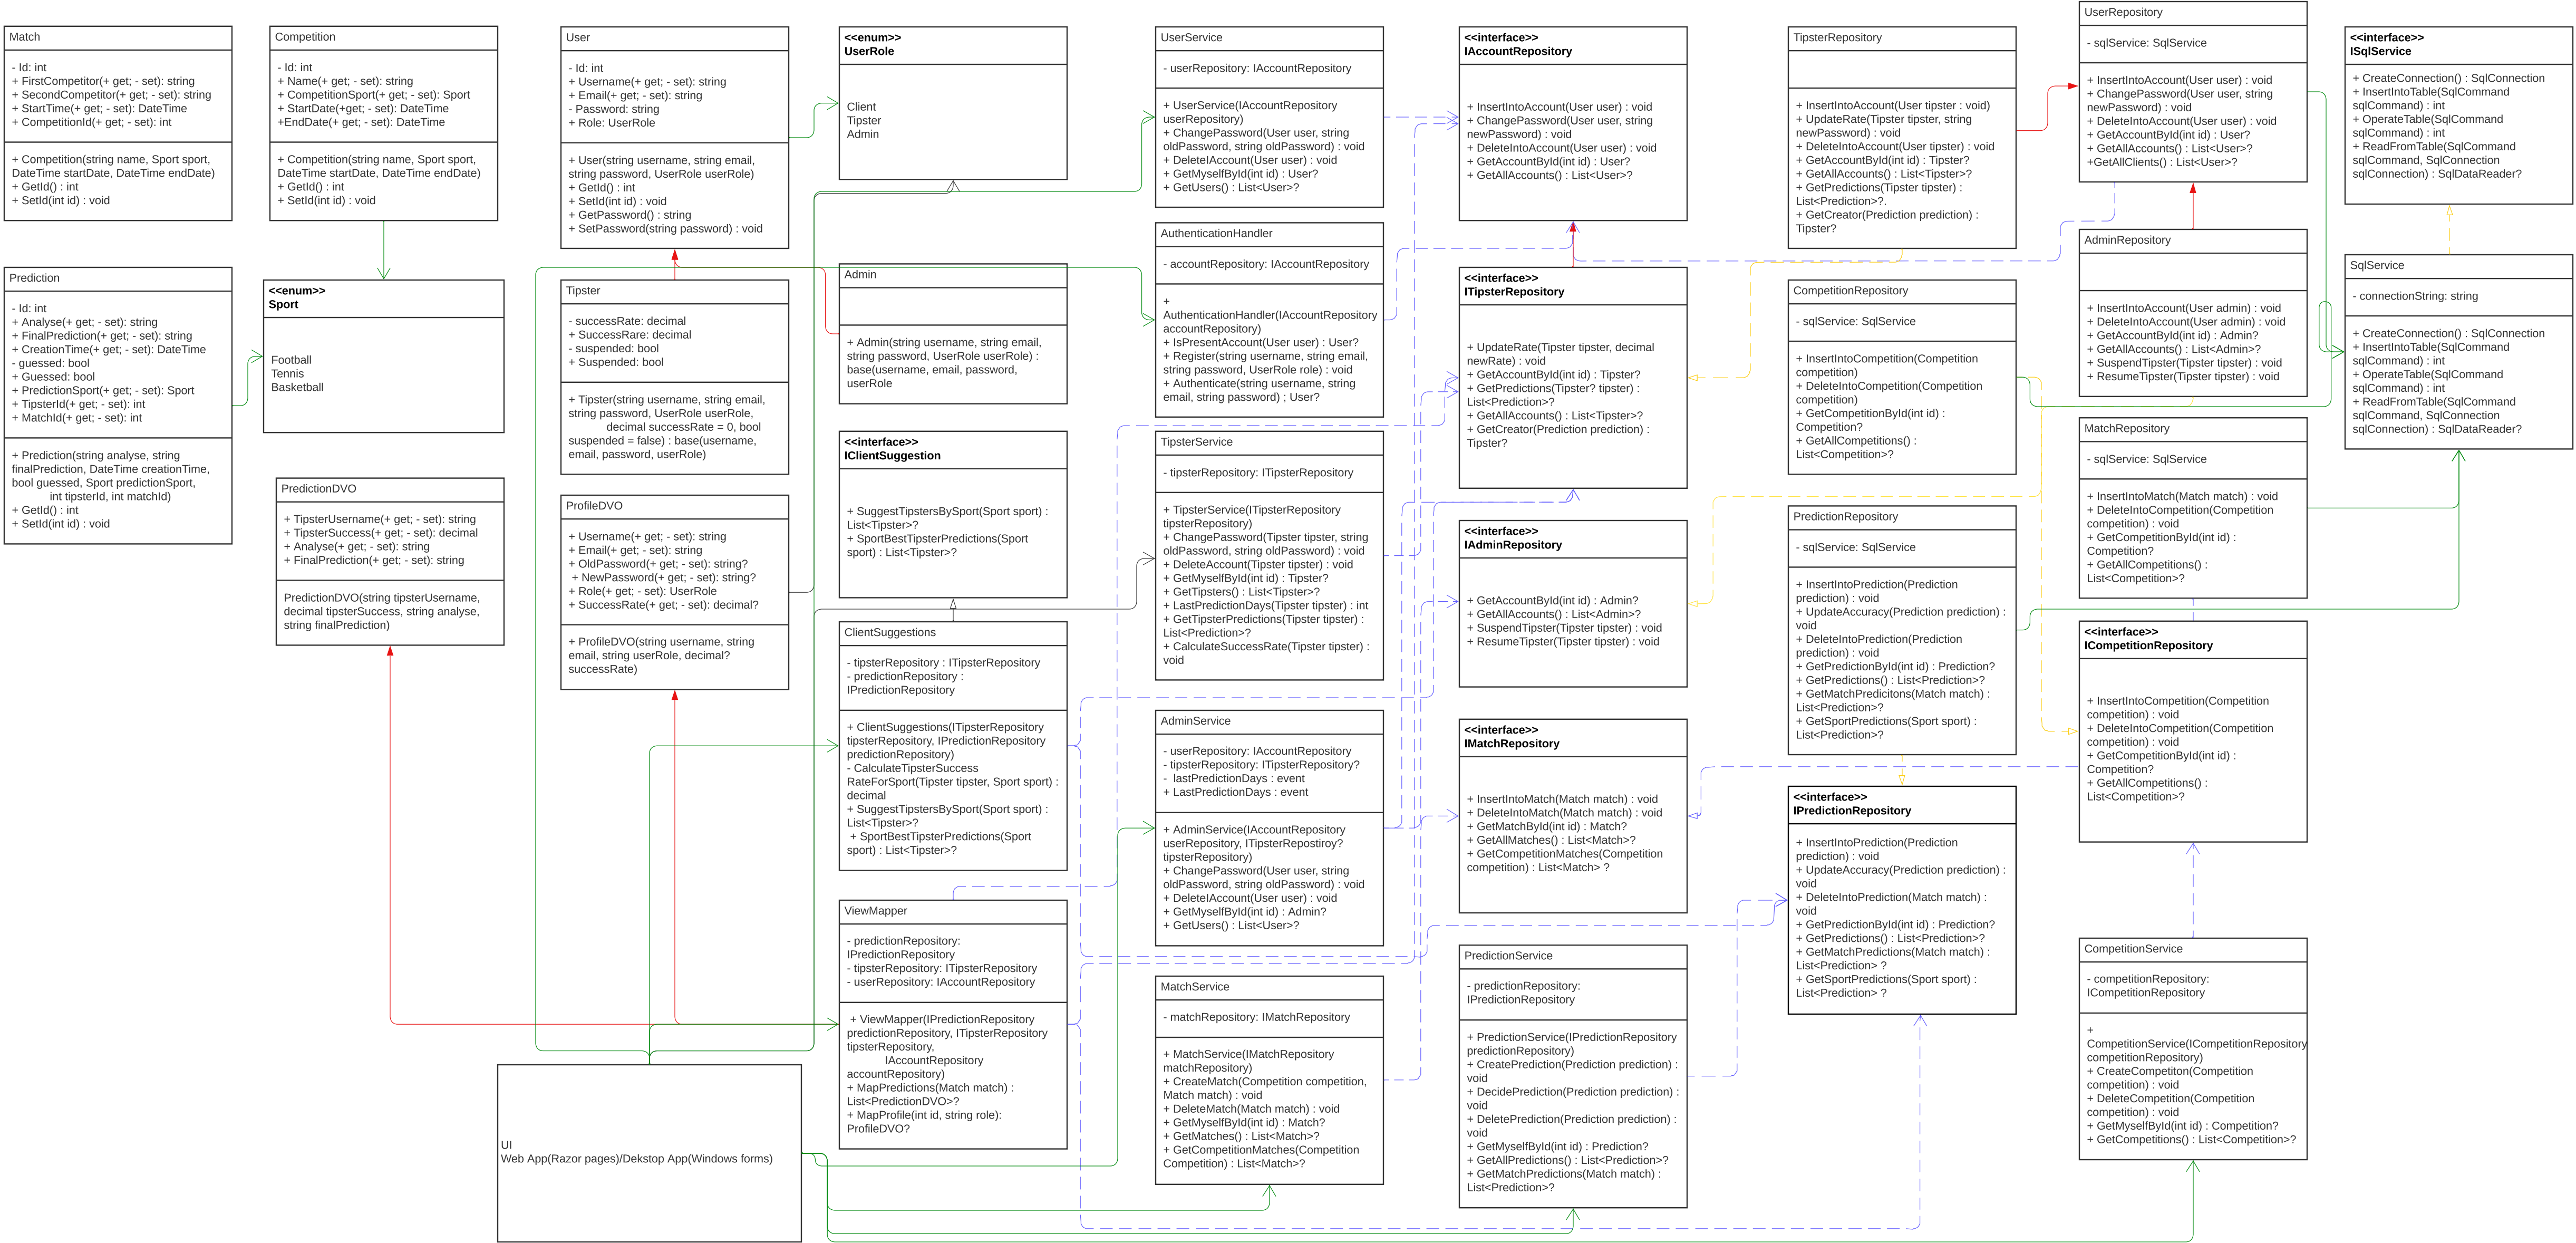 Match
- Id: int
+ FirstCompetitor(+ get; - set): string
+ SecondCompetitor(+ get; - set): string
+ StartTime(+ get; - set): DateTime
+ CompetitionId(+ get; - set): int
+ Competition(string name, Sport sport,
DateTime startDate, DateTime endDate)
+ GetId() : int
+ SetId(int id) : void
Prediction
- Id: int
+ Analyse(+ get; - set): string
+ FinalPrediction(+ get; - set): string
+ CreationTime(+ get; - set): DateTime
- guessed: bool
+ Guessed: bool
+ PredictionSport(+ get; - set): Sport
+ TipsterId(+ get; - set): int
+ MatchId(+ get; - set): int
+ Prediction(string analyse, string
finalPrediction, DateTime creationTime,
bool guessed, Sport predictionSport,
int tipsterId, int matchId)
+ GetId() : int
+ SetId(int id) : void
Competition
- Id: int
+ Name(+ get; - set): string
+ CompetitionSport(+ get; - set): Sport
+ StartDate(+get; - set): DateTime
+EndDate(+ get; - set): DateTime
+ Competition(string name, Sport sport,
DateTime startDate, DateTime endDate)
+ GetId() : int
+ SetId(int id) : void
<<enum>>
Sport
Football
Tennis
Basketball
PredictionDVO
+ TipsterUsername(+ get; - set): string
+ TipsterSuccess(+ get; - set): decimal
+ Analyse(+ get; - set): string
+ FinalPrediction(+ get; - set): string
PredictionDVO(string tipsterUsername,
decimal tipsterSuccess, string analyse,
string finalPrediction)
User
- Id: int
+ Username(+ get; - set): string
+ Email(+ get; - set): string
- Password: string
+ Role: UserRole
+ User(string username, string email,
string password, UserRole userRole)
+ GetId() : int
+ SetId(int id) : void
+ GetPassword() : string
+ SetPassword(string password) : void
Tipster
- successRate: decimal
+ SuccessRare: decimal
- suspended: bool
+ Suspended: bool
+ Tipster(string username, string email,
string password, UserRole userRole,
decimal successRate = 0, bool
suspended = false) : base(username,
email, password, userRole)
ProfileDVO
+ Username(+ get; - set): string
+ Email(+ get; - set): string
+ OldPassword(+ get; - set): string?
+ NewPassword(+ get; - set): string?
+ Role(+ get; - set): UserRole
+ SuccessRate(+ get; - set): decimal?
+ ProfileDVO(string username, string
email, string userRole, decimal?
successRate)
UI
Web App(Razor pages)/Dekstop App(Windows forms)
<<enum>>
UserRole
Client
Tipster
Admin
Admin
+ Admin(string username, string email,
string password, UserRole userRole) :
base(username, email, password,
userRole
<<interface>>
IClientSuggestion
+ SuggestTipstersBySport(Sport sport) :
List<Tipster>?
+ SportBestTipsterPredictions(Sport
sport) : List<Tipster>?
ClientSuggestions
- tipsterRepository : ITipsterRepository
- predictionRepository :
IPredictionRepository
+ ClientSuggestions(ITipsterRepository
tipsterRepository, IPredictionRepository
predictionRepository)
- CalculateTipsterSuccess
RateForSport(Tipster tipster, Sport sport) :
decimal
+ SuggestTipstersBySport(Sport sport) :
List<Tipster>?
+ SportBestTipsterPredictions(Sport
sport) : List<Tipster>?
ViewMapper
- predictionRepository:
IPredictionRepository
- tipsterRepository: ITipsterRepository
- userRepository: IAccountRepository
+ ViewMapper(IPredictionRepository
predictionRepository, ITipsterRepository
tipsterRepository,
IAccountRepository
accountRepository)
+ MapPredictions(Match match) :
List<PredictionDVO>?
+ MapProfile(int id, string role):
ProfileDVO?
UserService
- userRepository: IAccountRepository
+ UserService(IAccountRepository
userRepository)
+ ChangePassword(User user, string
oldPassword, string oldPassword) : void
+ DeleteIAccount(User user) : void
+ GetMyselfById(int id) : User?
+ GetUsers() : List<User>?
AuthenticationHandler
- accountRepository: IAccountRepository
+
AuthenticationHandler(IAccountRepository
accountRepository)
+ IsPresentAccount(User user) : User?
+ Register(string username, string email,
string password, UserRole role) : void
+ Authenticate(string username, string
email, string password) ; User?
TipsterService
- tipsterRepository: ITipsterRepository
+ TipsterService(ITipsterRepository
tipsterRepository)
+ ChangePassword(Tipster tipster, string
oldPassword, string oldPassword) : void
+ DeleteAccount(Tipster tipster) : void
+ GetMyselfById(int id) : Tipster?
+ GetTipsters() : List<Tipster>?
+ LastPredictionDays(Tipster tipster) : int
+ GetTipsterPredictions(Tipster tipster) :
List<Prediction>?
+ CalculateSuccessRate(Tipster tipster) :
void
AdminService
- userRepository: IAccountRepository
- tipsterRepository: ITipsterRepository?
- lastPredictionDays : event
+ LastPredictionDays : event
+ AdminService(IAccountRepository
userRepository, ITipsterRepostiroy?
tipsterRepository)
+ ChangePassword(User user, string
oldPassword, string oldPassword) : void
+ DeleteIAccount(User user) : void
+ GetMyselfById(int id) : Admin?
+ GetUsers() : List<User>?
MatchService
- matchRepository: IMatchRepository
+ MatchService(IMatchRepository
matchRepository)
+ CreateMatch(Competition competition,
Match match) : void
+ DeleteMatch(Match match) : void
+ GetMyselfById(int id) : Match?
+ GetMatches() : List<Match>?
+ GetCompetitionMatches(Competition
Competition) : List<Match>?
<<interface>>
IAccountRepository
+ InsertIntoAccount(User user) : void
+ ChangePassword(User user, string
newPassword) : void
+ DeleteIntoAccount(User user) : void
+ GetAccountById(int id) : User?
+ GetAllAccounts() : List<User>?
<<interface>>
ITipsterRepository
+ UpdateRate(Tipster tipster, decimal
newRate) : void
+ GetAccountById(int id) : Tipster?
+ GetPredictions(Tipster? tipster) :
List<Prediction>?
+ GetAllAccounts() : List<Tipster>?
+ GetCreator(Prediction prediction) :
Tipster?
<<interface>>
IAdminRepository
+ GetAccountById(int id) : Admin?
+ GetAllAccounts() : List<Admin>?
+ SuspendTipster(Tipster tipster) : void
+ ResumeTipster(Tipster tipster) : void
<<interface>>
IMatchRepository
+ InsertIntoMatch(Match match) : void
+ DeleteIntoMatch(Match match) : void
+ GetMatchById(int id) : Match?
+ GetAllMatches() : List<Match>?
+ GetCompetitionMatches(Competition
competition) : List<Match> ?
PredictionService
- predictionRepository:
IPredictionRepository
+ PredictionService(IPredictionRepository
predictionRepository)
+ CreatePrediction(Prediction prediction) :
void
+ DecidePrediction(Prediction prediction) :
void
+ DeletePrediction(Prediction prediction) :
void
+ GetMyselfById(int id) : Prediction?
+ GetAllPredictions() : List<Prediction>?
+ GetMatchPredictions(Match match) :
List<Prediction>?
TipsterRepository
+ InsertIntoAccount(User tipster : void)
+ UpdateRate(Tipster tipster, string
newPassword) : void
+ DeleteIntoAccount(User tipster) : void
+ GetAccountById(int id) : Tipster?
+ GetAllAccounts() : List<Tipster>?
+ GetPredictions(Tipster tipster) :
List<Prediction>?.
+ GetCreator(Prediction prediction) :
Tipster?
CompetitionRepository
- sqlService: SqlService
+ InsertIntoCompetition(Competition
competition)
+ DeleteIntoCompetition(Competition
competition)
+ GetCompetitionById(int id) :
Competition?
+ GetAllCompetitions() :
List<Competition>?
PredictionRepository
- sqlService: SqlService
+ InsertIntoPrediction(Prediction
prediction) : void
+ UpdateAccuracy(Prediction prediction) :
void
+ DeleteIntoPrediction(Prediction
prediction) : void
+ GetPredictionById(int id) : Prediction?
+ GetPredictions() : List<Prediction>?
+ GetMatchPredicitons(Match match) :
List<Prediction>?
+ GetSportPredictions(Sport sport) :
List<Prediction>?
<<interface>>
IPredictionRepository
+ InsertIntoPrediction(Prediction
prediction) : void
+ UpdateAccuracy(Prediction prediction) :
void
+ DeleteIntoPrediction(Match match) :
void
+ GetPredictionById(int id) : Prediction?
+ GetPredictions() : List<Prediction>?
+ GetMatchPredictions(Match match) :
List<Prediction> ?
+ GetSportPredictions(Sport sport) :
List<Prediction> ?
UserRepository
- sqlService: SqlService
+ InsertIntoAccount(User user) : void
+ ChangePassword(User user, string
newPassword) : void
+ DeleteIntoAccount(User user) : void
+ GetAccountById(int id) : User?
+ GetAllAccounts() : List<User>?
+GetAllClients() : List<User>?
AdminRepository
+ InsertIntoAccount(User admin) : void
+ DeleteIntoAccount(User admin) : void
+ GetAccountById(int id) : Admin?
+ GetAllAccounts() : List<Admin>?
+ SuspendTipster(Tipster tipster) : void
+ ResumeTipster(Tipster tipster) : void
MatchRepository
- sqlService: SqlService
+ InsertIntoMatch(Match match) : void
+ DeleteIntoCompetition(Competition
competition) : void
+ GetCompetitionById(int id) :
Competition?
+ GetAllCompetitions() :
List<Competition>?
<<interface>>
ICompetitionRepository
+ InsertIntoCompetition(Competition
competition) : void
+ DeleteIntoCompetition(Competition
competition) : void
+ GetCompetitionById(int id) :
Competition?
+ GetAllCompetitions() :
List<Competition>?
CompetitionService
- competitionRepository:
ICompetitionRepository
+
CompetitionService(ICompetitionRepository
competitionRepository)
+ CreateCompetiton(Competition
competition) : void
+ DeleteCompetition(Competition
competition) : void
+ GetMyselfById(int id) : Competition?
+ GetCompetitions() : List<Competition>?
<<interface>>
ISqlService
+ CreateConnection() : SqlConnection
+ InsertIntoTable(SqlCommand
sqlCommand) : int
+ OperateTable(SqlCommand
sqlCommand) : int
+ ReadFromTable(SqlCommand
sqlCommand, SqlConnection
sqlConnection) : SqlDataReader?
SqlService
- connectionString: string
+ CreateConnection() : SqlConnection
+ InsertIntoTable(SqlCommand
sqlCommand) : int
+ OperateTable(SqlCommand
sqlCommand) : int
+ ReadFromTable(SqlCommand
sqlCommand, SqlConnection
sqlConnection) : SqlDataReader?